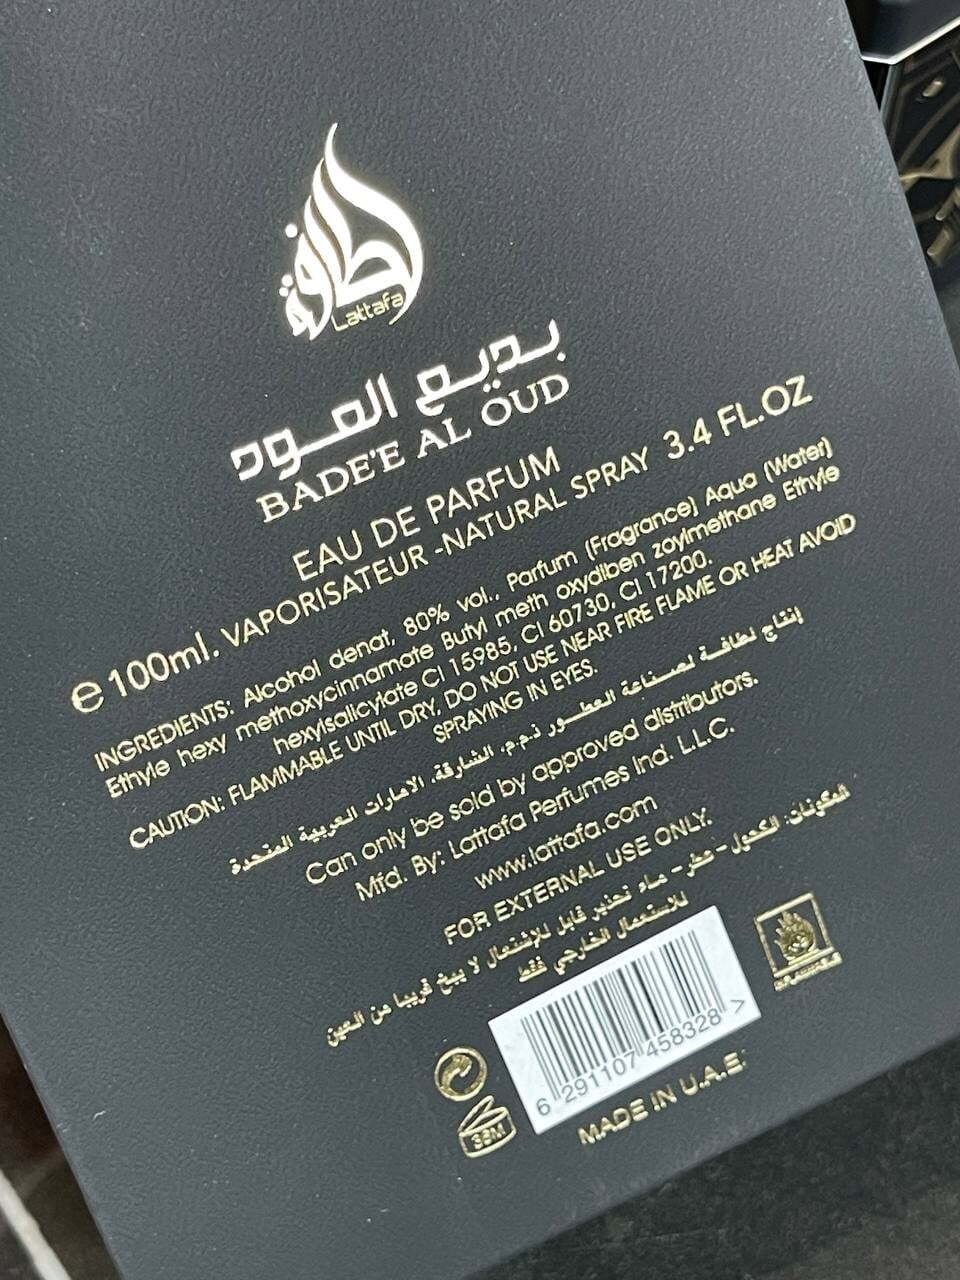 لطافة
Lattafa
بديع العود
BADE'E AL OUD
EAU DE PARFUM
e 100ml. VAPORISATEUR -NATURAL SPRAY 3.4 FL.OZ
INGREDIENTS: Alcohol denat, 80% vol., Parfum (Fragrance) Aqua (Water)
Ethyle hexy methoxycinnamate Butyl meth oxydiben zoylmethane Ethyle
hexylsalicylate CI 15985, CI 60730, CI 17200.
CAUTION: FLAMMABLE UNTIL DRY, DO NOT USE NEAR FIRE FLAME OR HEAT AVOID
SPRAYING IN EYES.
إنتاج لطافة لصناعة العطور ذ.م.م. الشارقة. الامارات العربية المتحدة
Can only be sold by approved distributors.
Mfd. By: Lattafa Perfumes Ind. L.L.C.
www.lattafa.com
FOR EXTERNAL USE ONLY.
المكونات: الكحول - عطر - ماء تحذير قابل للإشتعال لا يبخ قريبا من العين
للاستعمال الخارجي فقط
6 291107 458328 >
36M
MADE IN U.A.E.